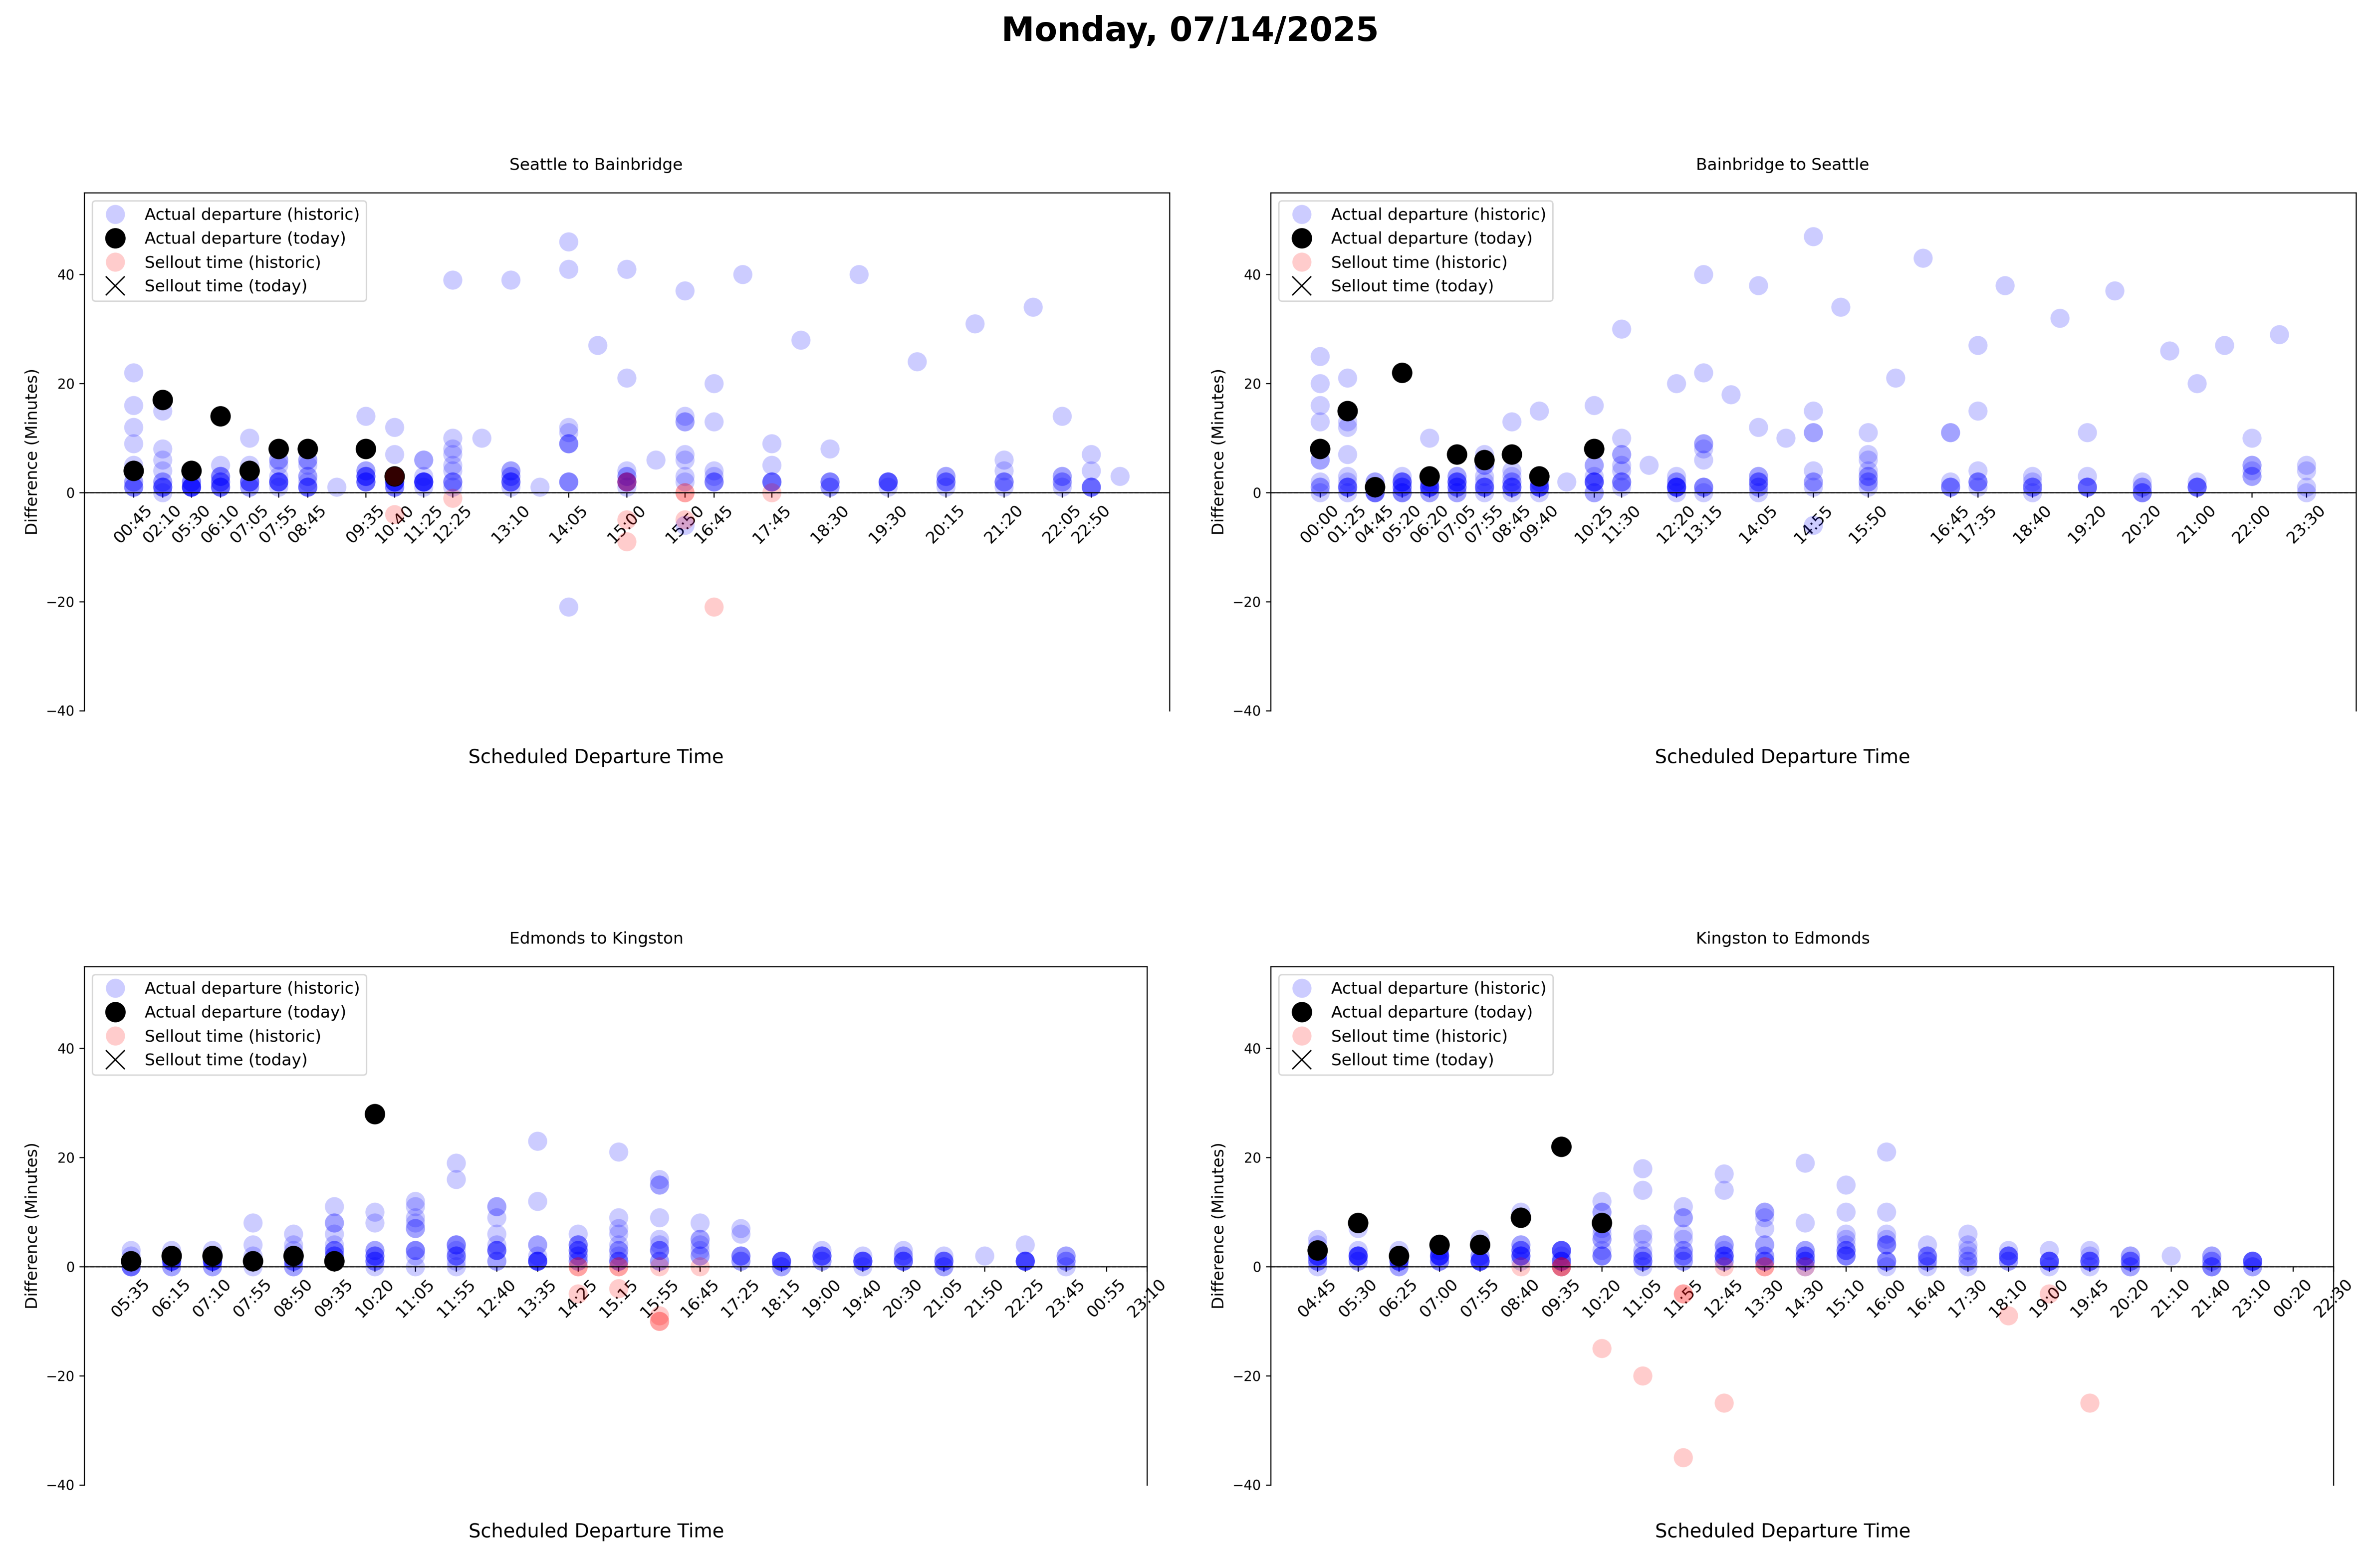 Monday, 07/14/2025
Seattle to Bainbridge
Actual departure (historic)
Actual departure (today)
Sellout time (historic)
Sellout time (today)
Difference (Minutes)
40
20
0
−20
−40
00:45 02:10 05:30 06:10 07:05 07:55 08:45 09:35 10:40 11:25 12:25 13:10 14:05 15:00 15:50 16:45 17:45 18:30 19:30 20:15 21:20 22:05 22:50
Scheduled Departure Time
Bainbridge to Seattle
Actual departure (historic)
Actual departure (today)
Sellout time (historic)
Sellout time (today)
Difference (Minutes)
40
20
0
−20
−40
00:00 01:25 04:45 05:20 06:20 07:05 07:55 08:45 09:40 10:25 11:30 12:20 13:15 14:05 14:55 15:50 16:45 17:35 18:40 19:20 20:20 21:00 22:00 23:30
Scheduled Departure Time
Edmonds to Kingston
Actual departure (historic)
Actual departure (today)
Sellout time (historic)
Sellout time (today)
Difference (Minutes)
40
20
0
−20
−40
05:35 06:15 07:10 07:55 08:50 09:35 10:20 11:05 11:55 12:40 13:35 14:25 15:15 15:55 16:45 17:25 18:15 19:00 19:40 20:30 21:05 21:50 22:25 23:45 00:55 23:10
Scheduled Departure Time
Kingston to Edmonds
Actual departure (historic)
Actual departure (today)
Sellout time (historic)
Sellout time (today)
Difference (Minutes)
40
20
0
−20
−40
04:45 05:30 06:25 07:00 07:55 08:40 09:35 10:20 11:05 11:55 12:45 13:30 14:30 15:10 16:00 16:40 17:30 18:10 19:00 19:45 20:20 21:10 21:40 23:10 00:20 22:30
Scheduled Departure Time